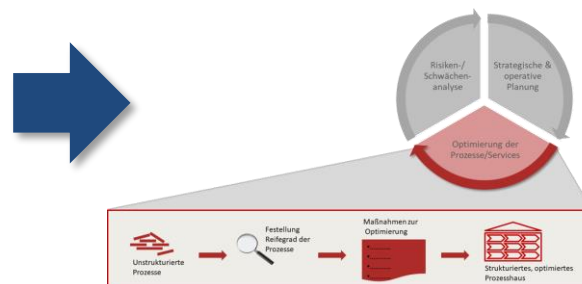 Risiken-/
Schwächen-
analyse
Strategische &
operative
Planung
Optimierung der
Prozesse/Services
Unstrukturierte
Prozesse
Festellung
Reifegrad der
Prozesse
Maßnahmen zur
Optimierung
Strukturiertes, optimiertes
Prozesshaus